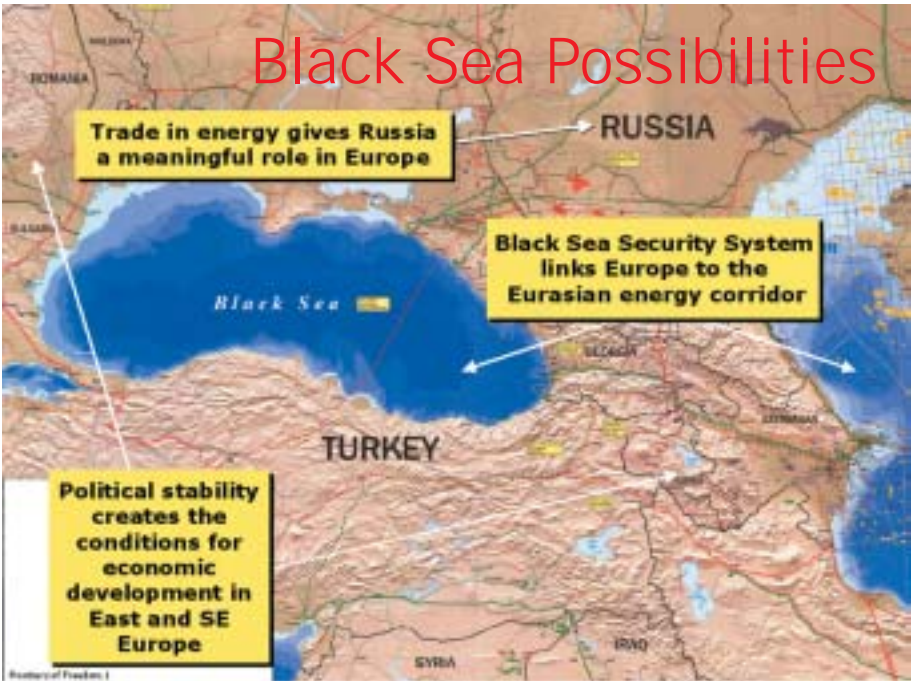 Black Sea Possibilities
ROMANIA
Trade in energy gives Russia
a meaningful role in Europe
RUSSIA
Black Sea Security System
links Europe to the
Eurasian energy corridor
Black Sea
GEORGIA
TURKEY
Political stability
creates the
conditions for
economic
development in
East and SE
Europe
IRAQ
SYRIA